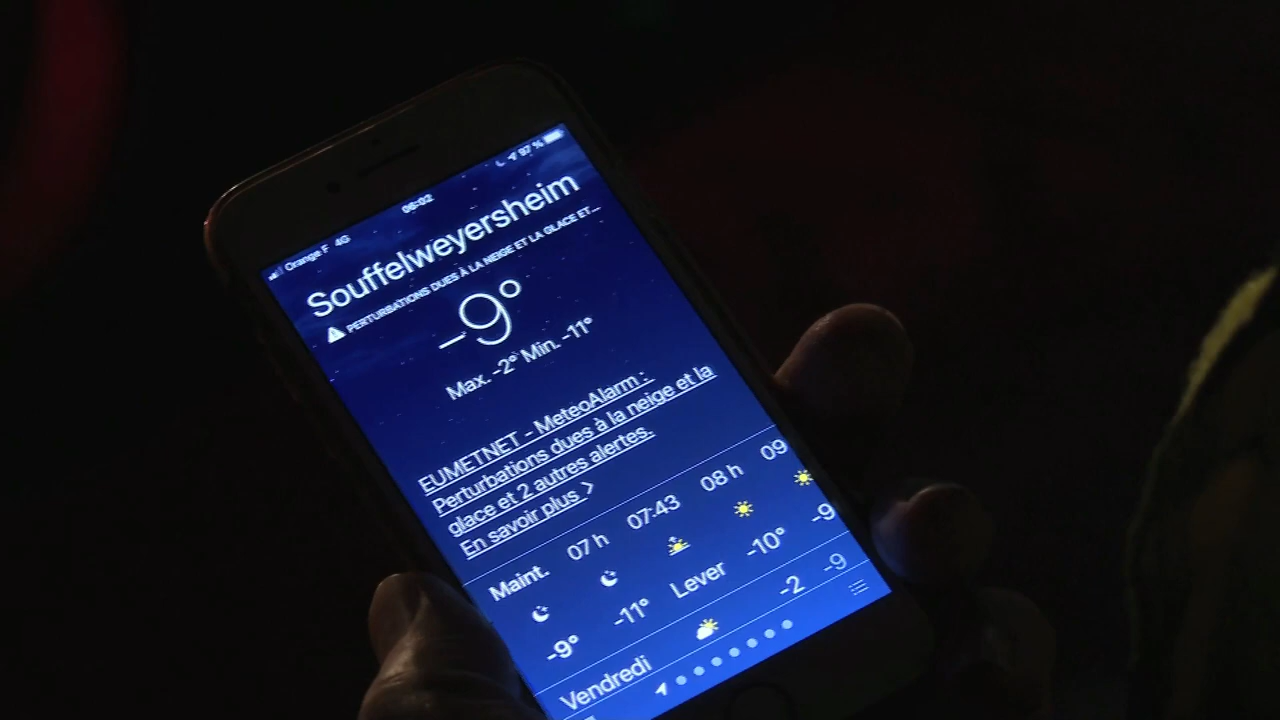 Orange F 4G 06:02 97 %
Souffelweyersheim
PERTURBATIONS DUES À LA NEIGE ET LA GLACE ET...
-9°
Max. -2° Min. -11°
EUMETNET - MeteoAlarm :
Perturbations dues à la neige et la
glace et 2 autres alertes.
En savoir plus >
Maint. 07 h 07:43 08 h 09
-9° -11° Lever -10° -9
Vendredi -2 -9